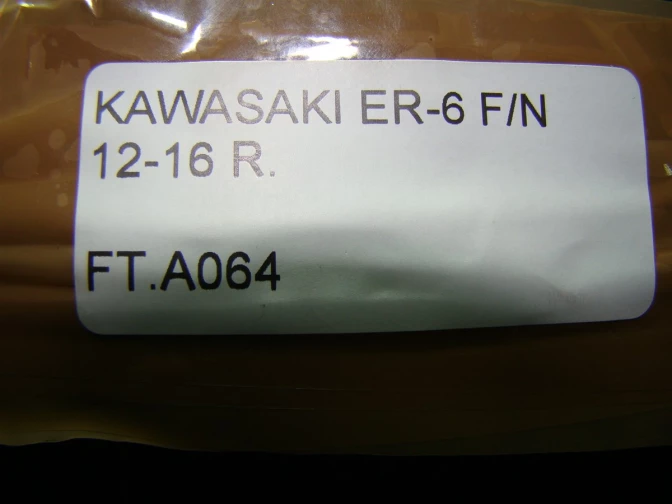 KAWASAKI ER-6 F/N
12-16 R.
FT.A064